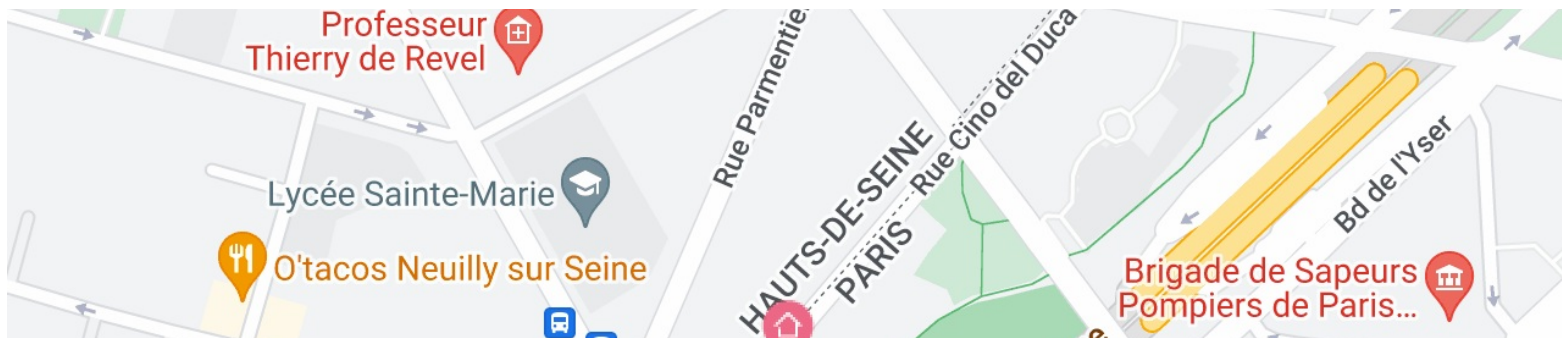 Professeur
Thierry de Revel
Rue Parmentie
Rue Cino del Duca
HAUTS-DE-SEINE
PARIS
Lycée Sainte-Marie
O'tacos Neuilly sur Seine
Bd de l'Yser
Brigade de Sapeurs
Pompiers de Paris...
e